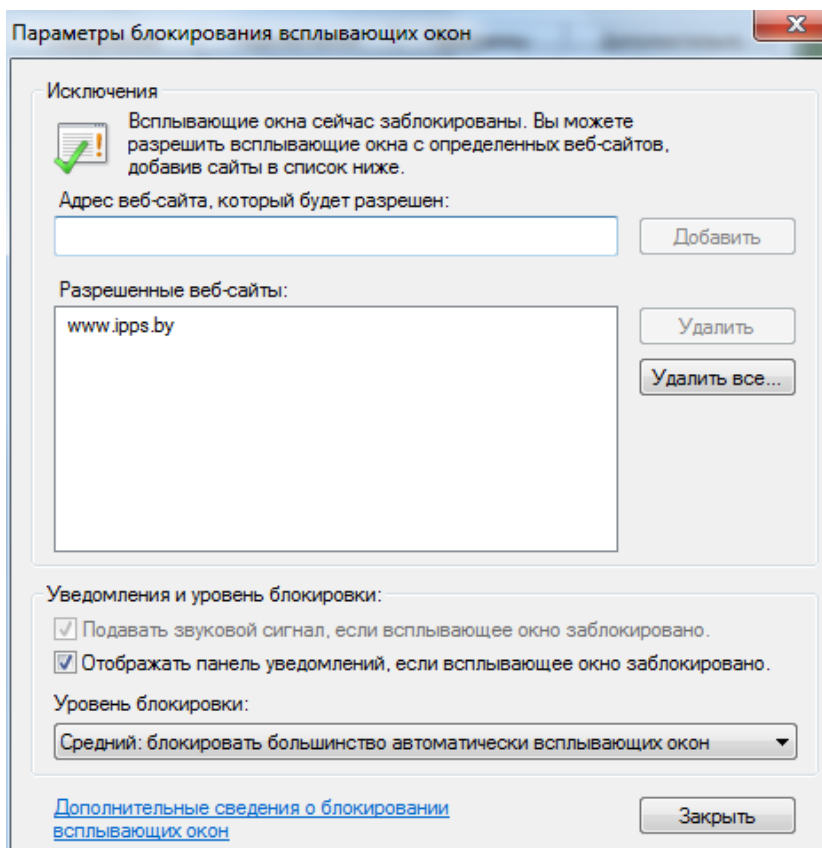 Параметры блокирования всплывающих окон
Исключения
Всплывающие окна сейчас заблокированы. Вы можете
разрешить всплывающие окна с определенных веб-сайтов,
добавив сайты в список ниже.
Адрес веб-сайта, который будет разрешен:
Добавить
Разрешенные веб-сайты:
www.ipps.by
Удалить
Удалить все...
Уведомления и уровень блокировки:
Подавать звуковой сигнал, если всплывающее окно заблокировано.
Отображать панель уведомлений, если всплывающее окно заблокировано.
Уровень блокировки:
Средний: блокировать большинство автоматически всплывающих окон
Дополнительные сведения о блокировании
всплывающих окон
Закрыть